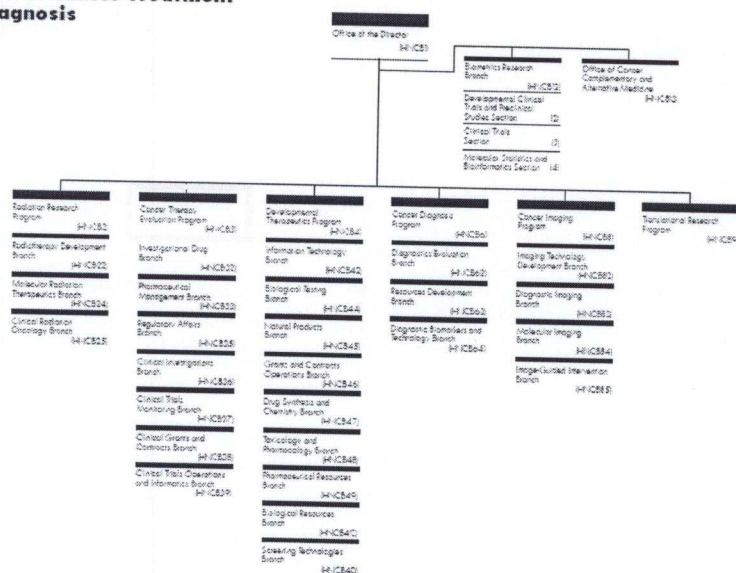 agnosis
Office of the Director
(HNCB1)
Biometrics Research
Branch
(HNCB12)
Developmental Clinical
Trials and Preclinical
Studies Section (2)
Clinical Trials
Section (3)
Molecular Statistics and
Bioinformatics Section (4)
Office of Cancer
Complementary and
Alternative Medicine
(HNCB13)
Radiation Research
Program
(HNCB2)
Radiotherapy Development
Branch
(HNCB22)
Molecular Radiation
Therapeutics Branch
(HNCB24)
Clinical Radiation
Oncology Branch
(HNCB25)
Cancer Therapy
Evaluation Program
(HNCB3)
Investigational Drug
Branch
(HNCB32)
Pharmaceutical
Management Branch
(HNCB33)
Regulatory Affairs
Branch
(HNCB35)
Clinical Investigations
Branch
(HNCB36)
Clinical Trials
Monitoring Branch
(HNCB37)
Clinical Grants and
Contracts Branch
(HNCB38)
Clinical Trials Operations
and Informatics Branch
(HNCB39)
Developmental
Therapeutics Program
(HNCB4)
Information Technology
Branch
(HNCB42)
Biological Testing
Branch
(HNCB44)
Natural Products
Branch
(HNCB45)
Grants and Contracts
Operations Branch
(HNCB46)
Drug Synthesis and
Chemistry Branch
(HNCB47)
Toxicology and
Pharmacology Branch
(HNCB48)
Pharmaceutical Resources
Branch
(HNCB49)
Biological Resources
Branch
(HNCB4C)
Screening Technologies
Branch
(HNCB4D)
Cancer Diagnosis
Program
(HNCB6)
Diagnostics Evaluation
Branch
(HNCB62)
Resources Development
Branch
(HNCB63)
Diagnostic Biomarkers and
Technology Branch
(HNCB64)
Cancer Imaging
Program
(HNCB8)
Imaging Technology
Development Branch
(HNCB82)
Diagnostic Imaging
Branch
(HNCB83)
Molecular Imaging
Branch
(HNCB84)
Image-Guided Intervention
Branch
(HNCB85)
Translational Research
Program
(HNCB9